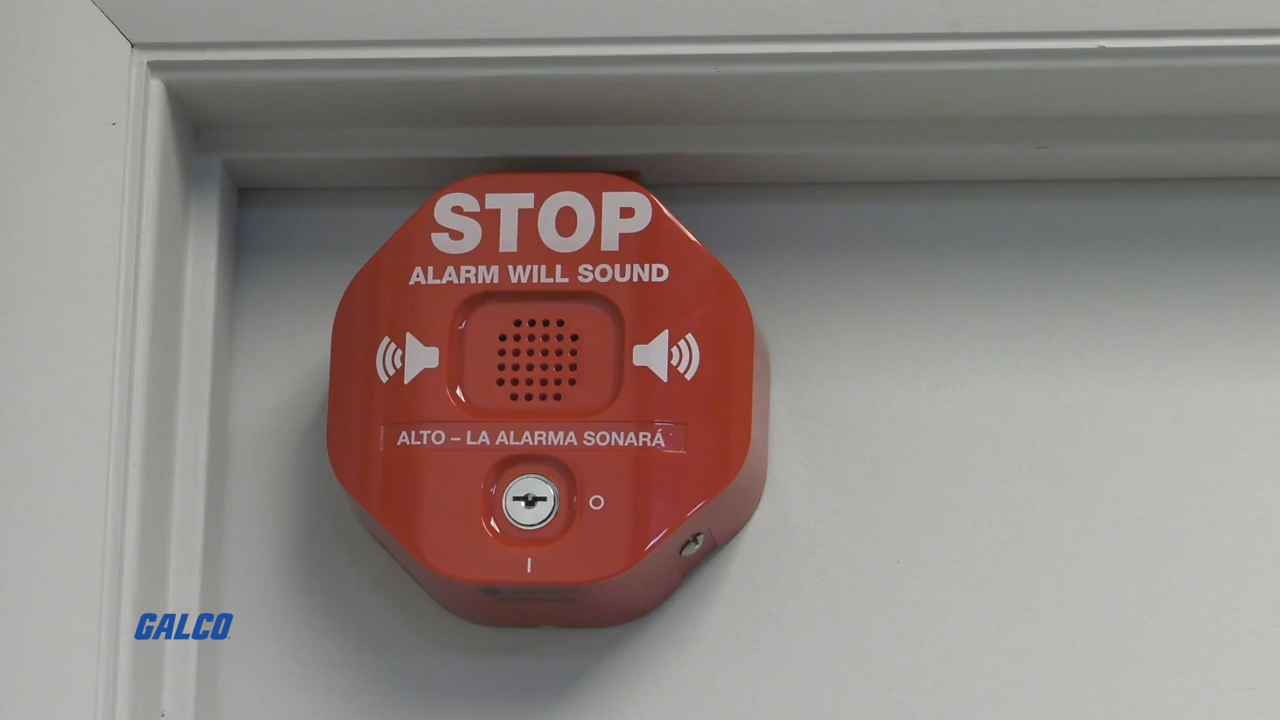 STOP
ALARM WILL SOUND
ALTO – LA ALARMA SONARÁ
O
I
GALCO